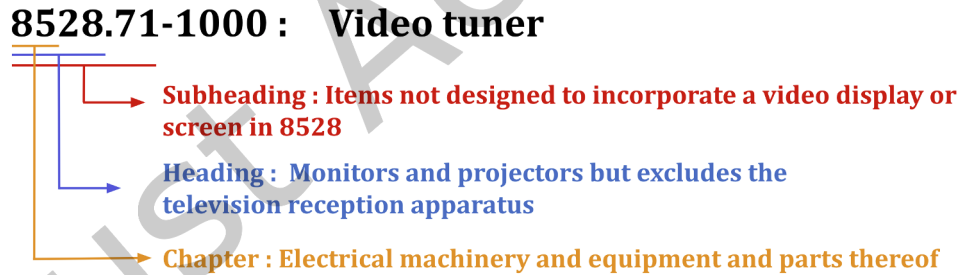 8528.71-1000 : Video tuner
Subheading : Items not designed to incorporate a video display or
screen in 8528
Heading : Monitors and projectors but excludes the
television reception apparatus
Chapter : Electrical machinery and equipment and parts thereof